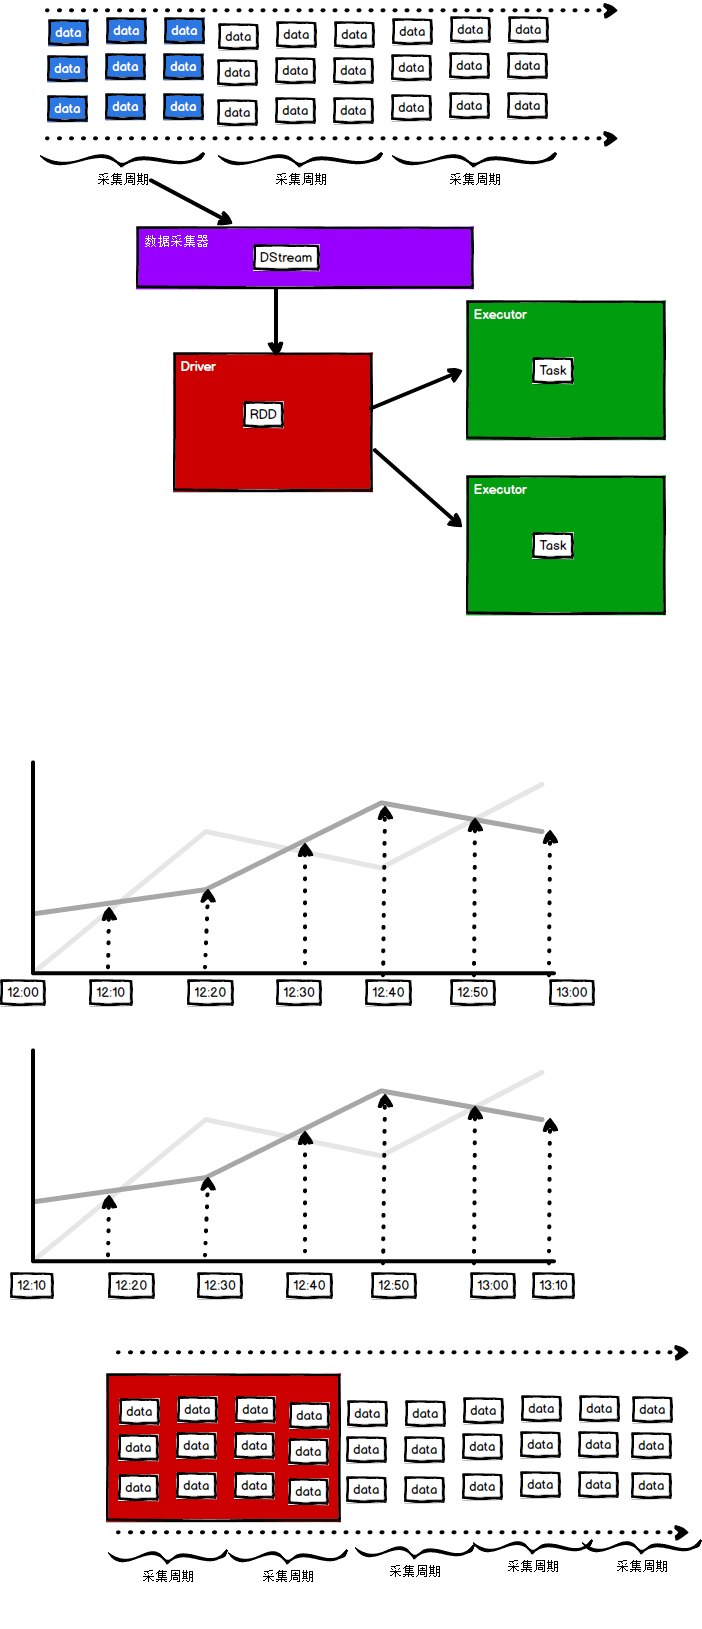 data data data data data data data data data
data data data data data data data data data
data data data data data data data data data
采集周期 采集周期 采集周期
数据采集器
DStream
Executor
Task
Driver
RDD
Executor
Task
12:00 12:10 12:20 12:30 12:40 12:50 13:00
12:10 12:20 12:30 12:40 12:50 13:00 13:10
data data data data data data data data data data
data data data data data data data data data data
data data data data data data data data data data
采集周期 采集周期 采集周期 采集周期 采集周期